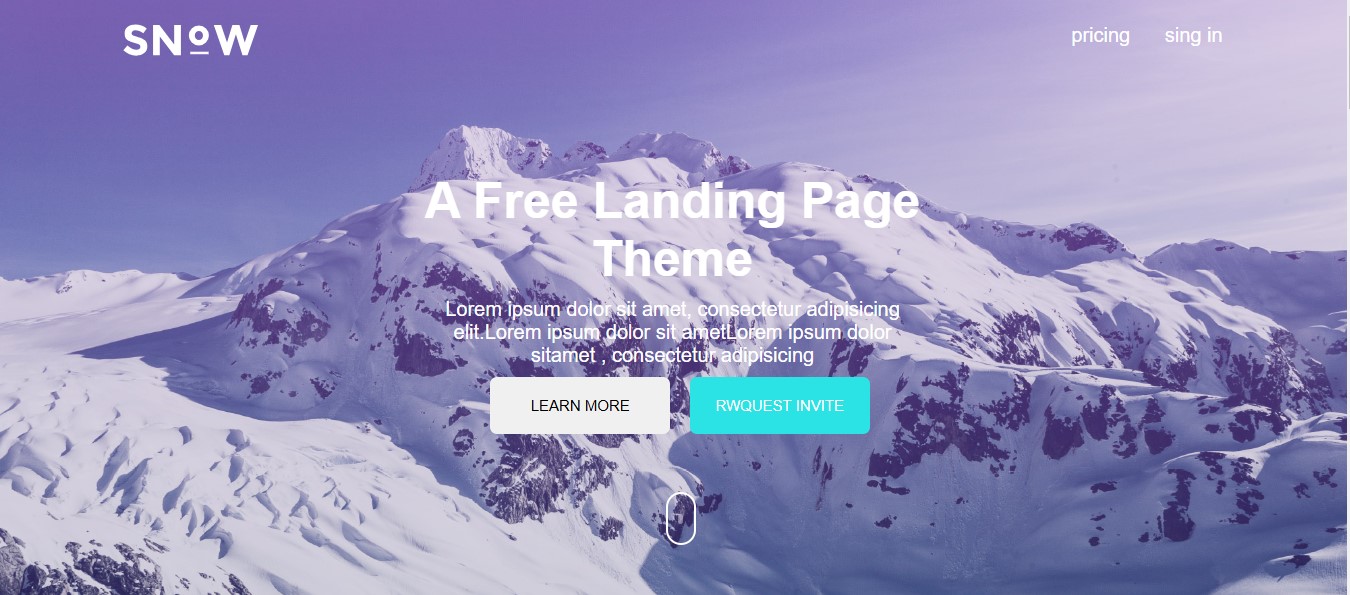 SNOW
pricing sing in
A Free Landing Page
Theme
Lorem ipsum dolor sit amet, consectetur adipisicing
elit.Lorem ipsum dolor sit ametLorem ipsum dolor
sitamet , consectetur adipisicing
LEARN MORE RWQUEST INVITE